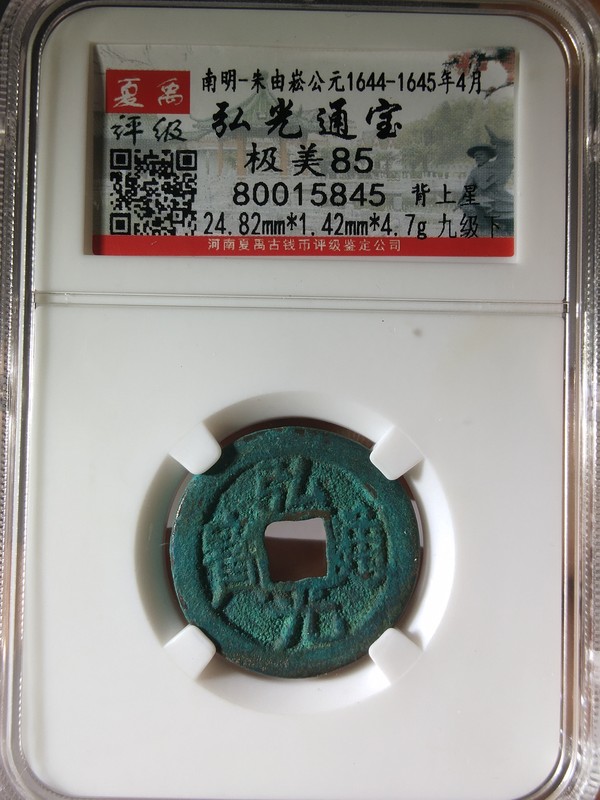 夏禹
评级
南明-朱由崧公元1644-1645年4月
弘光通宝
极美85
80015845 背上星
24.82mm*1.42mm*4.7g 九级下
河南夏禹古钱币评级鉴定公司
弘光通寶